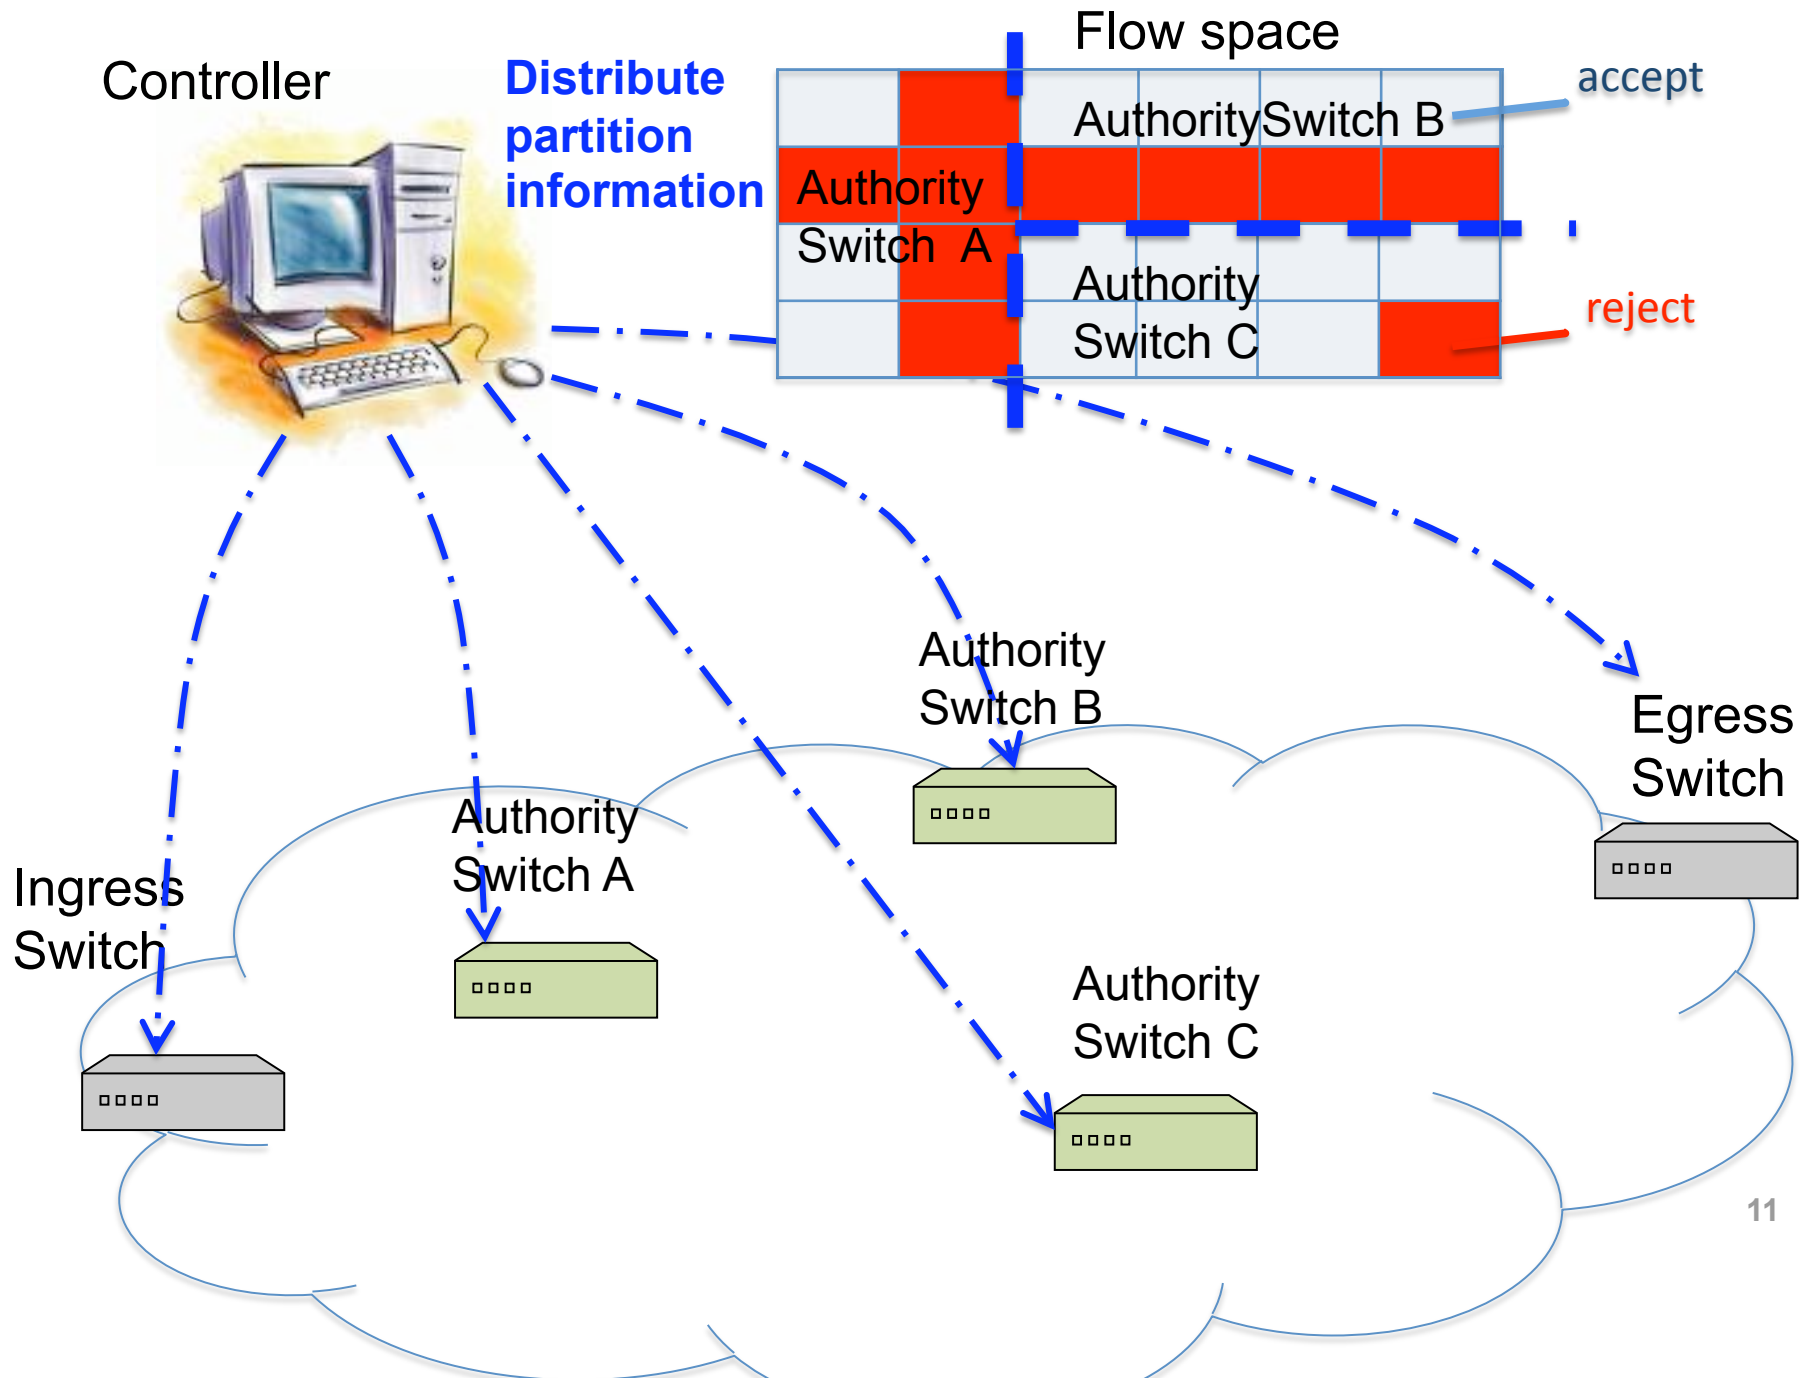 Flow space
Controller
Distribute
partition
information
accept
AuthoritySwitch B
Authority
Switch  A
Authority
Switch C
reject
Authority
Switch B
Egress
Switch
Authority
Switch A
Ingress
Switch
Authority
Switch C
11